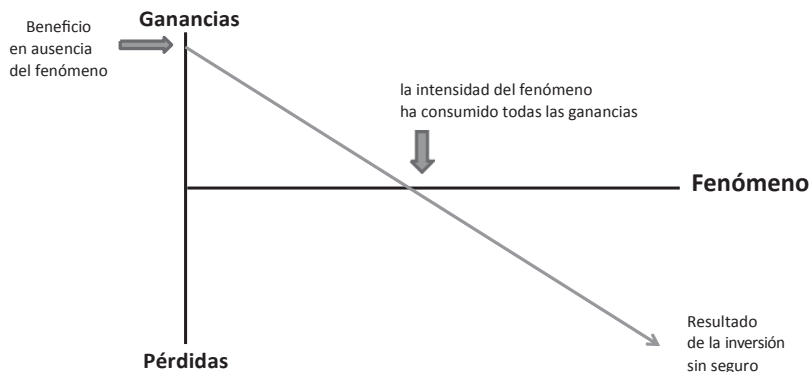 Ganancias
Beneficio
en ausencia
del fenómeno
la intensidad del fenómeno
ha consumido todas las ganancias
Fenómeno
Resultado
de la inversión
sin seguro
Pérdidas